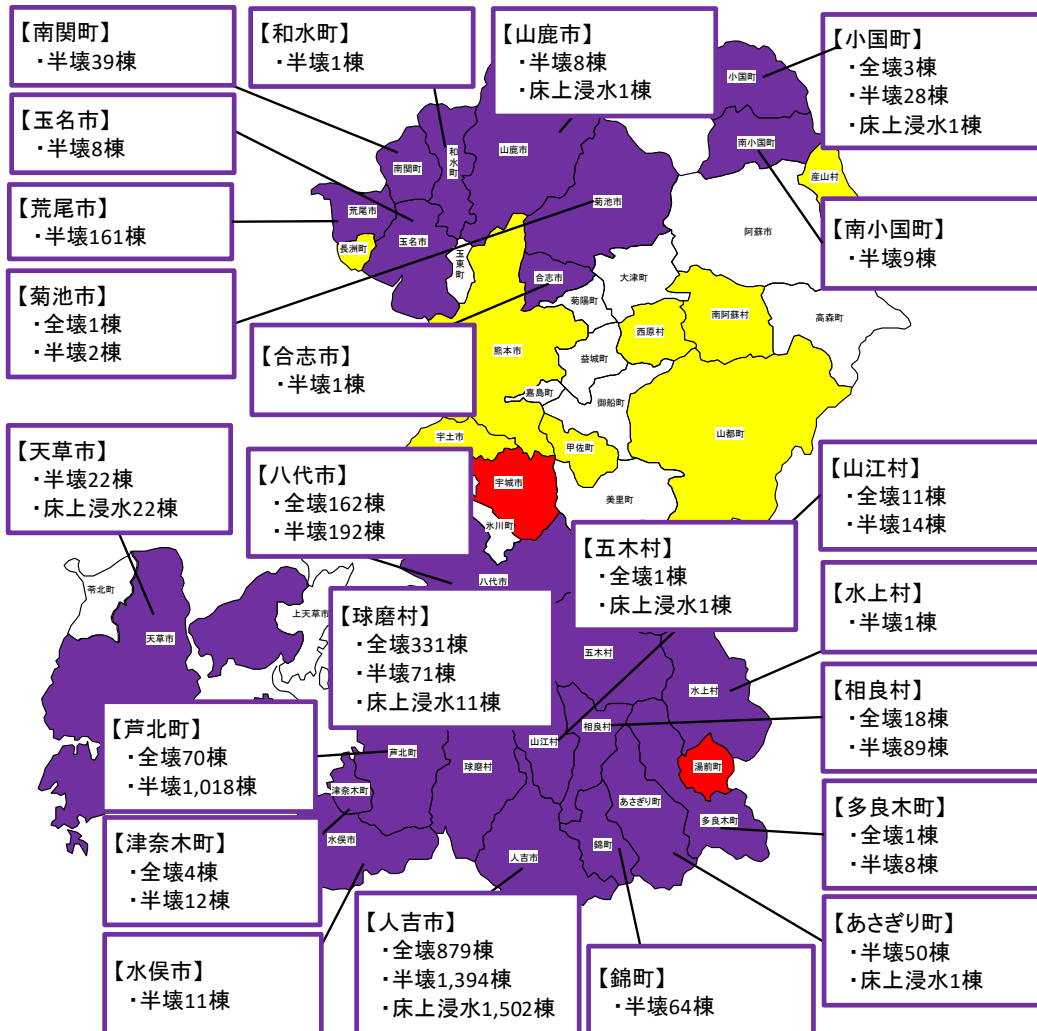 【南関町】
・半壊39棟
【和水町】
・半壊1棟
【山鹿市】
・半壊8棟
・床上浸水1棟
【小国町】
・全壊3棟
・半壊28棟
・床上浸水1棟
【玉名市】
・半壊8棟
【荒尾市】
・半壊161棟
【南小国町】
・半壊9棟
【菊池市】
・全壊1棟
・半壊2棟
【合志市】
・半壊1棟
小国町
南小国町
産山村
山鹿市
和水町
南関町
荒尾市
長洲町
玉名市
玉東町
菊池市
阿蘇市
合志市
大津町
菊陽町
南阿蘇村
高森町
西原村
熊本市
益城町
嘉島町
御船町
山都町
宇土市
甲佐町
宇城市
美里町
氷川町
【天草市】
・半壊22棟
・床上浸水22棟
【八代市】
・全壊162棟
・半壊192棟
【山江村】
・全壊11棟
・半壊14棟
【五木村】
・全壊1棟
・床上浸水1棟
【水上村】
・半壊1棟
【球磨村】
・全壊331棟
・半壊71棟
・床上浸水11棟
【相良村】
・全壊18棟
・半壊89棟
苓北町
天草市
上天草市
八代市
五木村
水上村
相良村
山江村
芦北町
球磨村
湯前町
津奈木町
あさぎり町
多良木町
水俣市
人吉市
錦町
【芦北町】
・全壊70棟
・半壊1,018棟
【多良木町】
・全壊1棟
・半壊8棟
【津奈木町】
・全壊4棟
・半壊12棟
【人吉市】
・全壊879棟
・半壊1,394棟
・床上浸水1,502棟
【あさぎり町】
・半壊50棟
・床上浸水1棟
【水俣市】
・半壊11棟
【錦町】
・半壊64棟